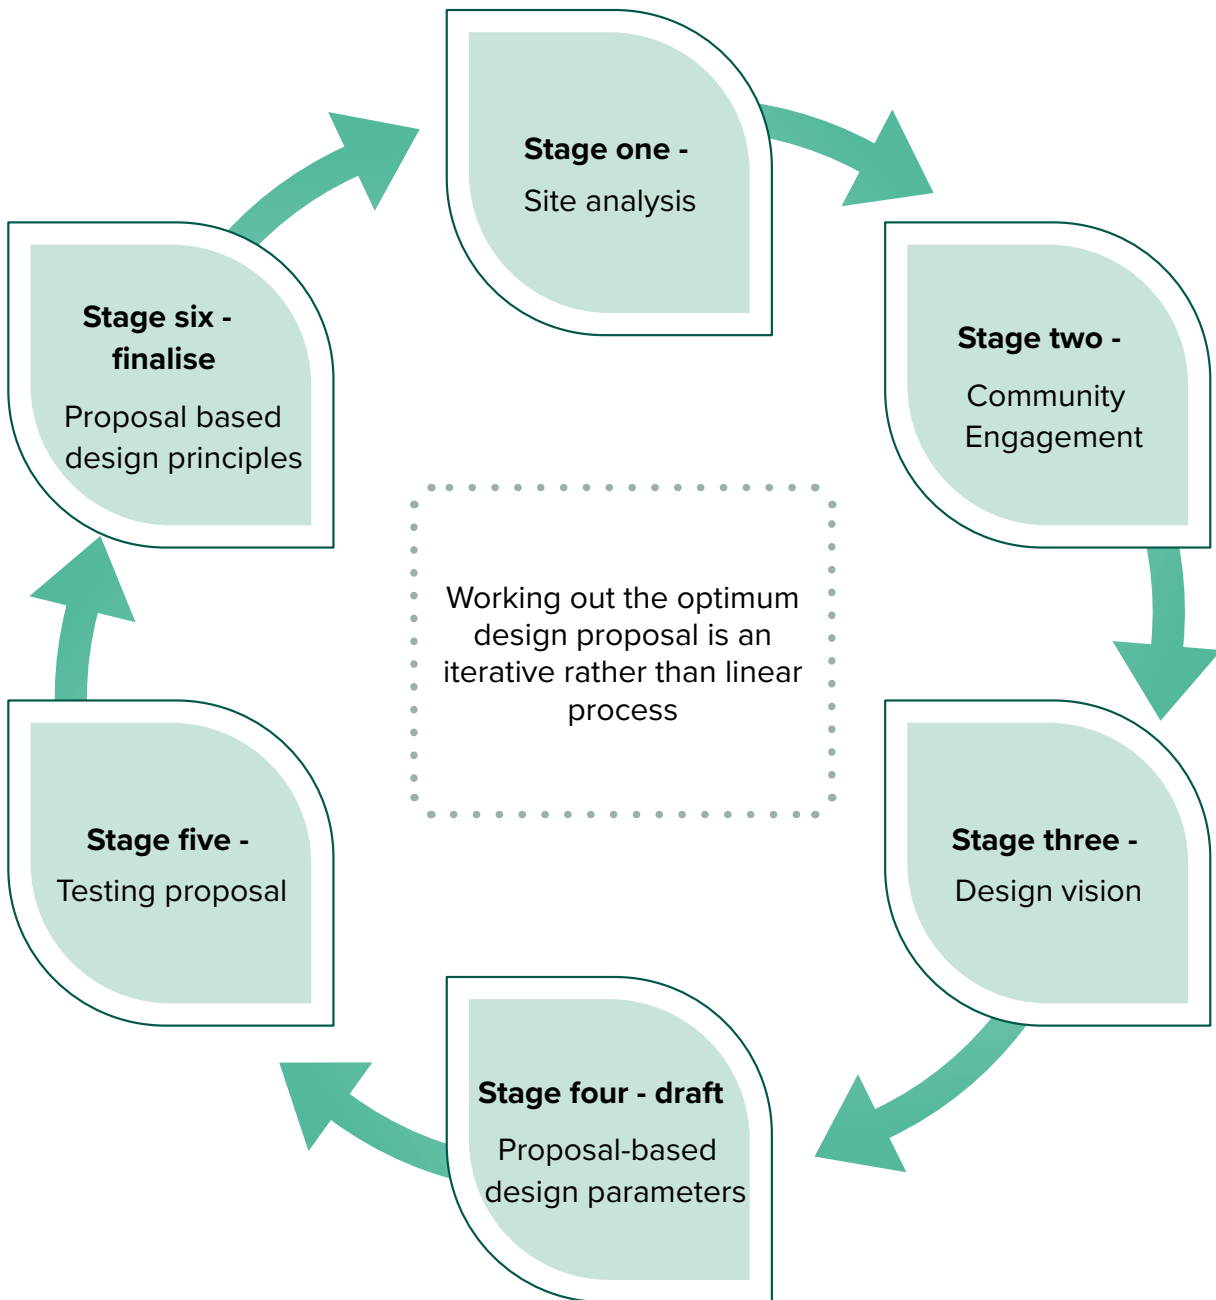 Stage one -
Site analysis
Stage two -
Community
Engagement
Stage three -
Design vision
Stage four - draft
Proposal-based
design parameters
Stage five -
Testing proposal
Stage six -
finalise
Proposal based
design principles
Working out the optimum
design proposal is an
iterative rather than linear
process